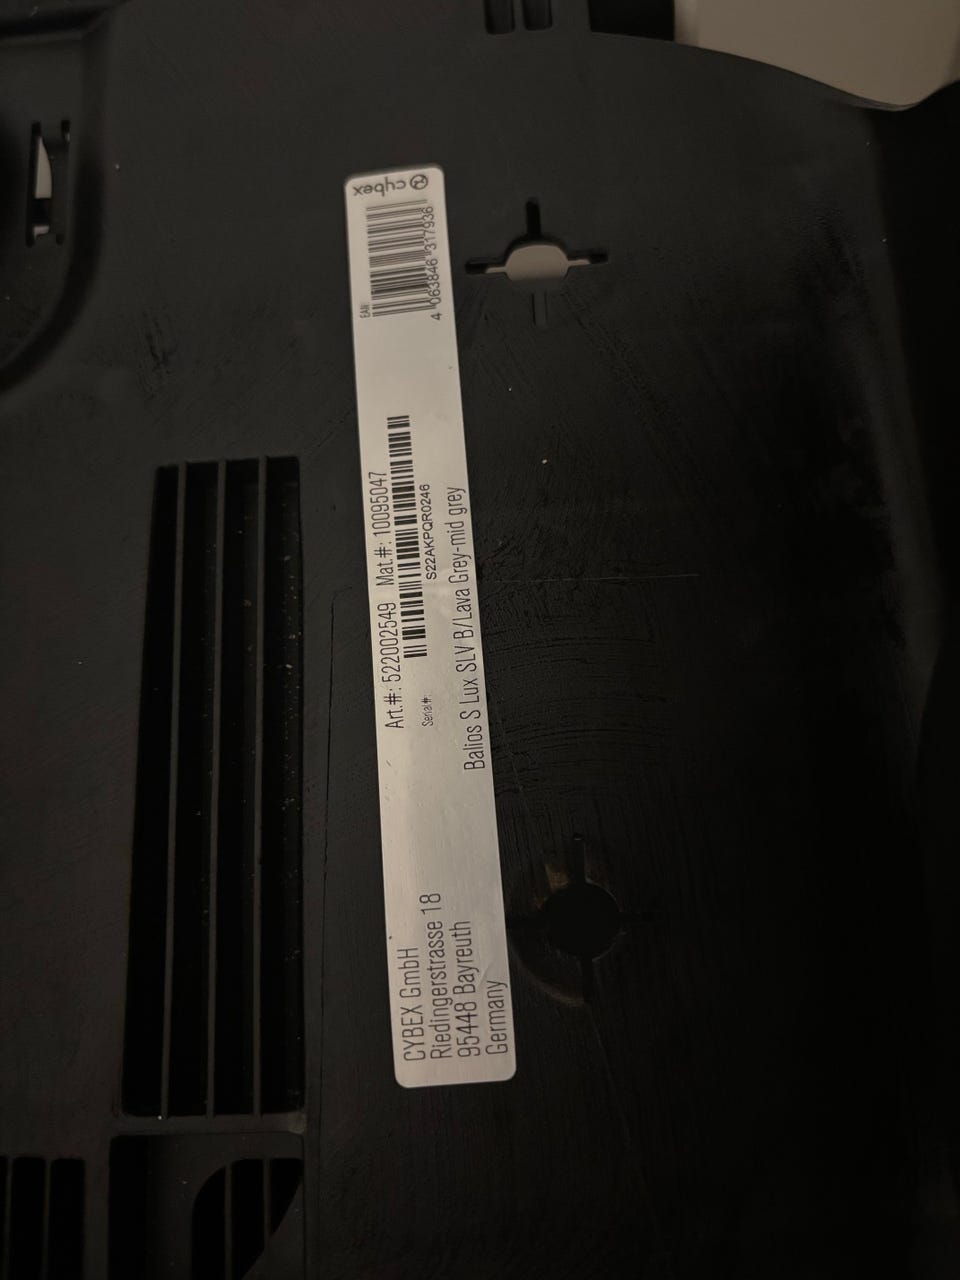 CYBEX GmbH
Riedingerstrasse 18
95448 Bayreuth
Germany
Art.#: 522002549 Mat.#: 10095047
Serial#:
S22AKPQR0246
Balios S Lux SLV B/Lava Grey-mid grey
EAN
4 063846 317936
cybex